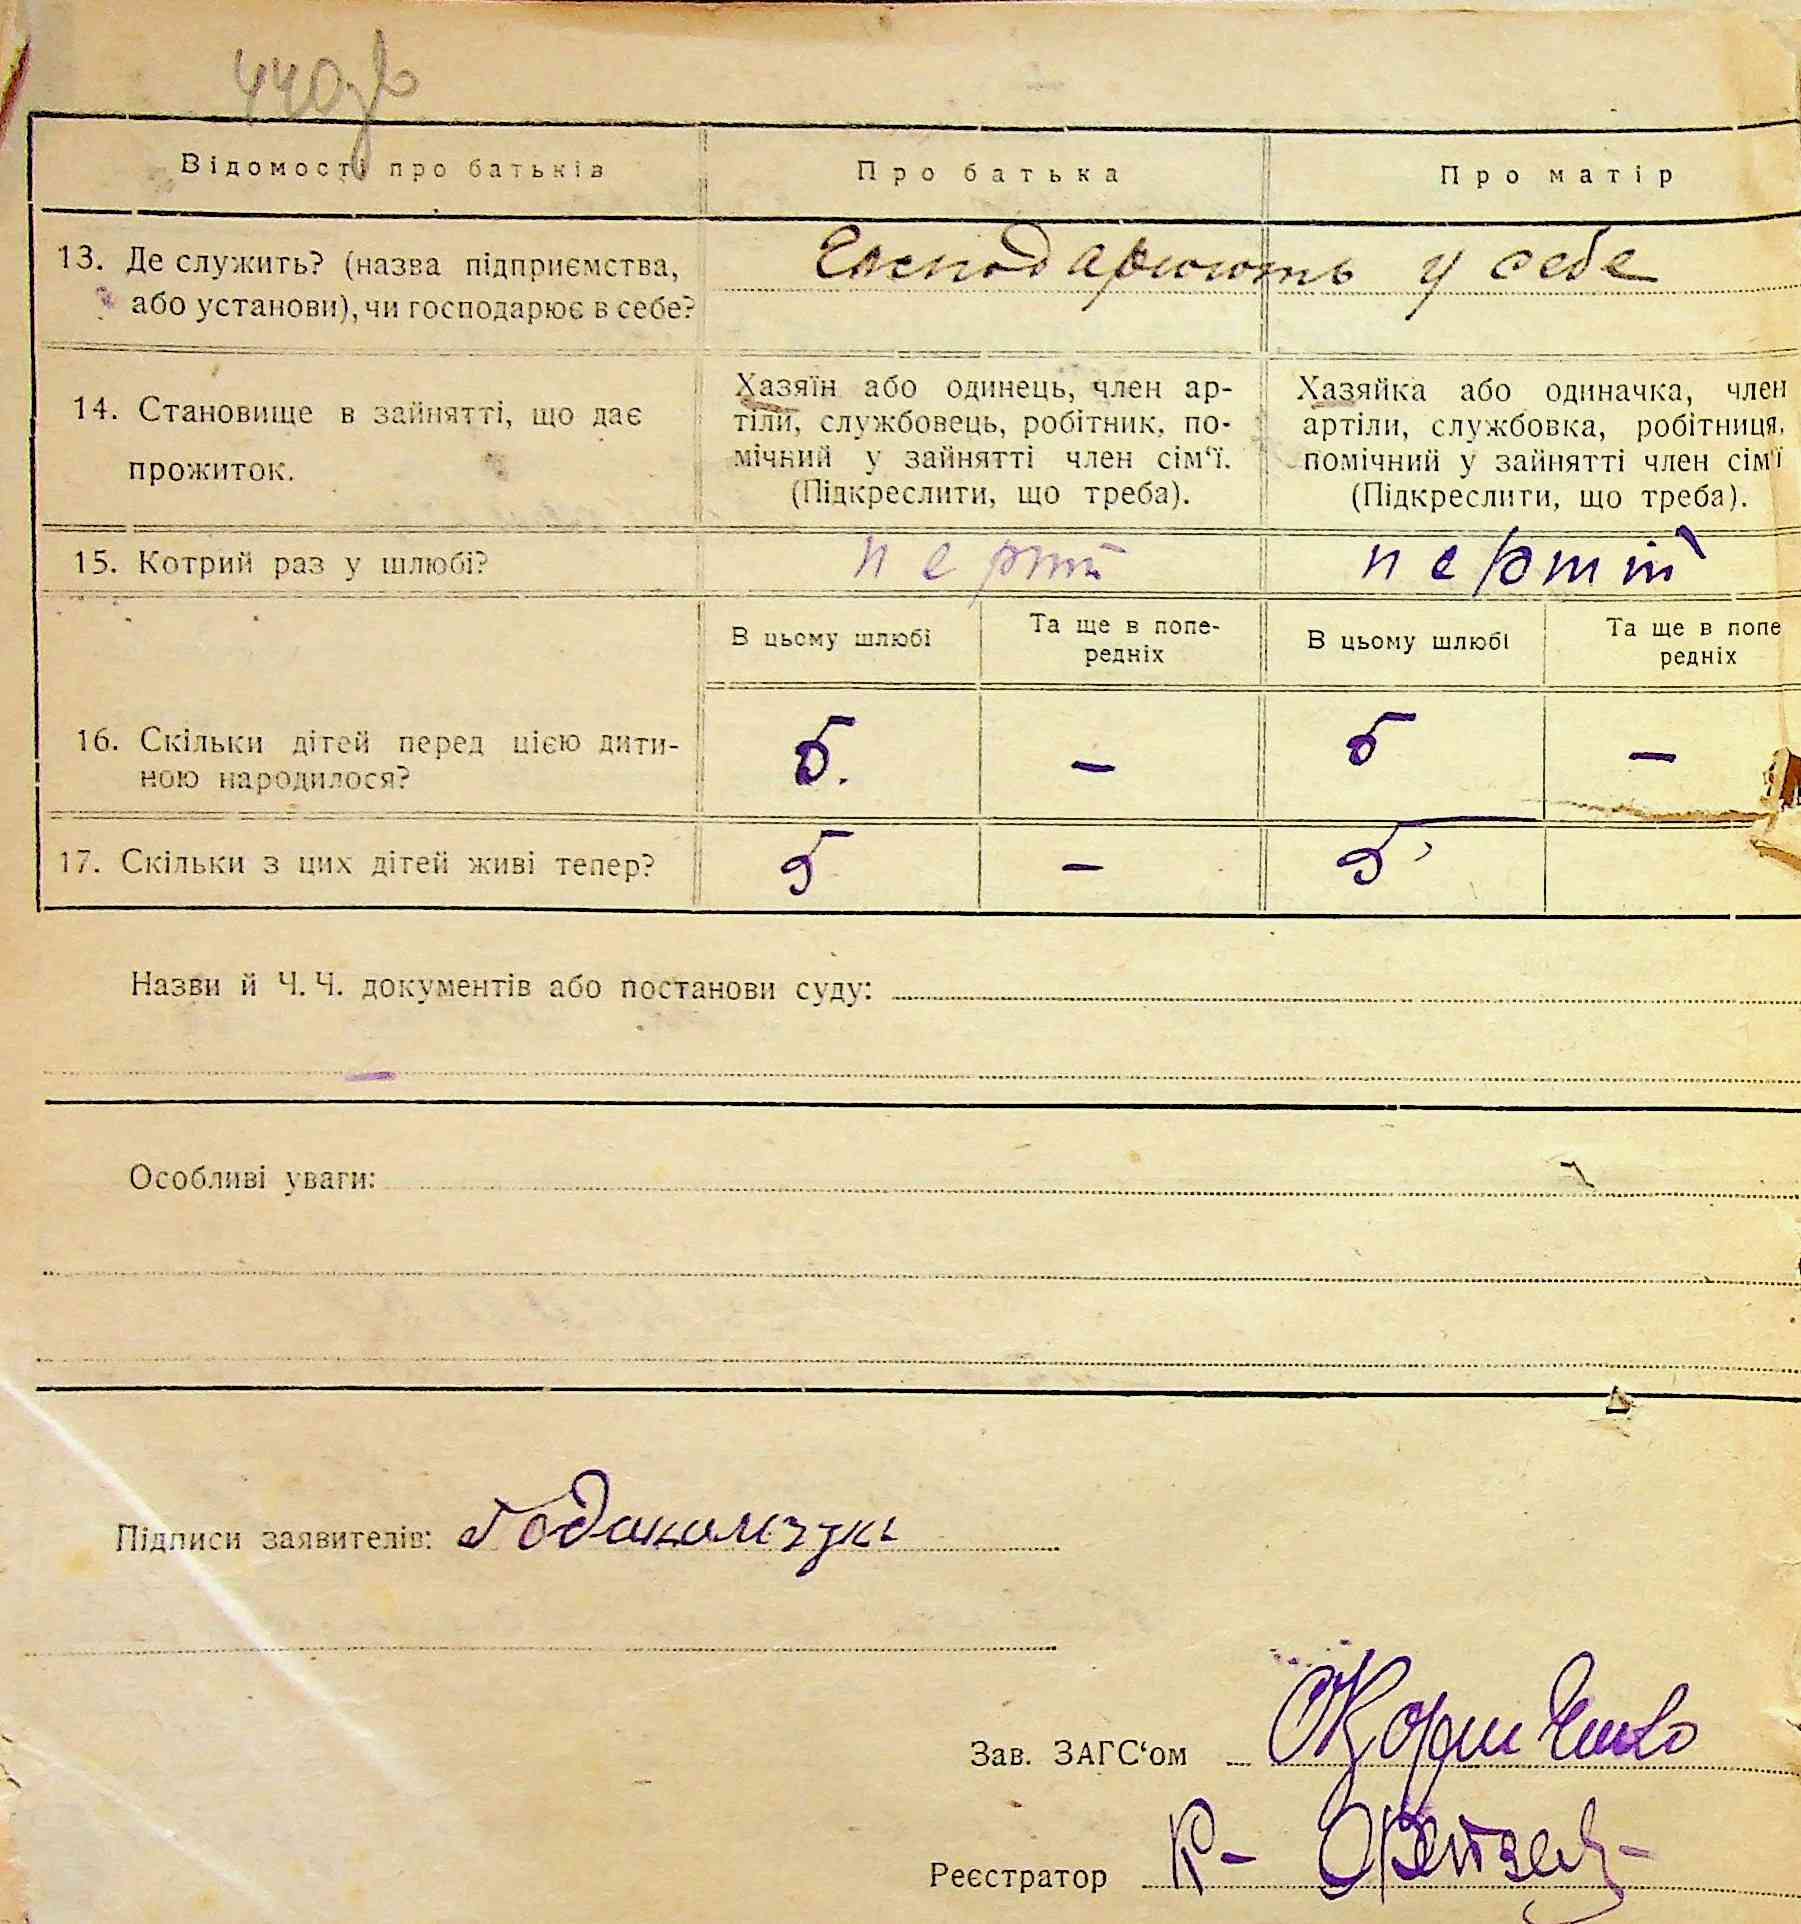 440зв
Відомості про батьків Про батька Про матір
13. Де служить? (назва підприємства, Господарюють у себе
або установи), чи господарює в себе?
Хазяїн або одинець, член ар- Хазяйка або одиначка, член
14. Становище в зайнятті, що дає тіли, службовець, робітник, по- артіли, службовка, робітниця,
прожиток. мічний у зайнятті член сім‘ї. помічний у зайнятті член сім‘ї
(Підкреслити, що треба). (Підкреслити, що треба).
15. Котрий раз у шлюбі?
В цьому шлюбі Та ще в попе- В цьому шлюбі Та ще в попе
редніх редніх
16. Скільки дітей перед цією дити- 5. — 5 —
ною народилося?
17. Скільки з цих дітей живі тепер? 5 — 5
Назви й Ч. Ч. документів або постанови суду:
—
Особливі уваги:
Підписи заявителів:
Зав. ЗАГС‘ом
Реєстратор